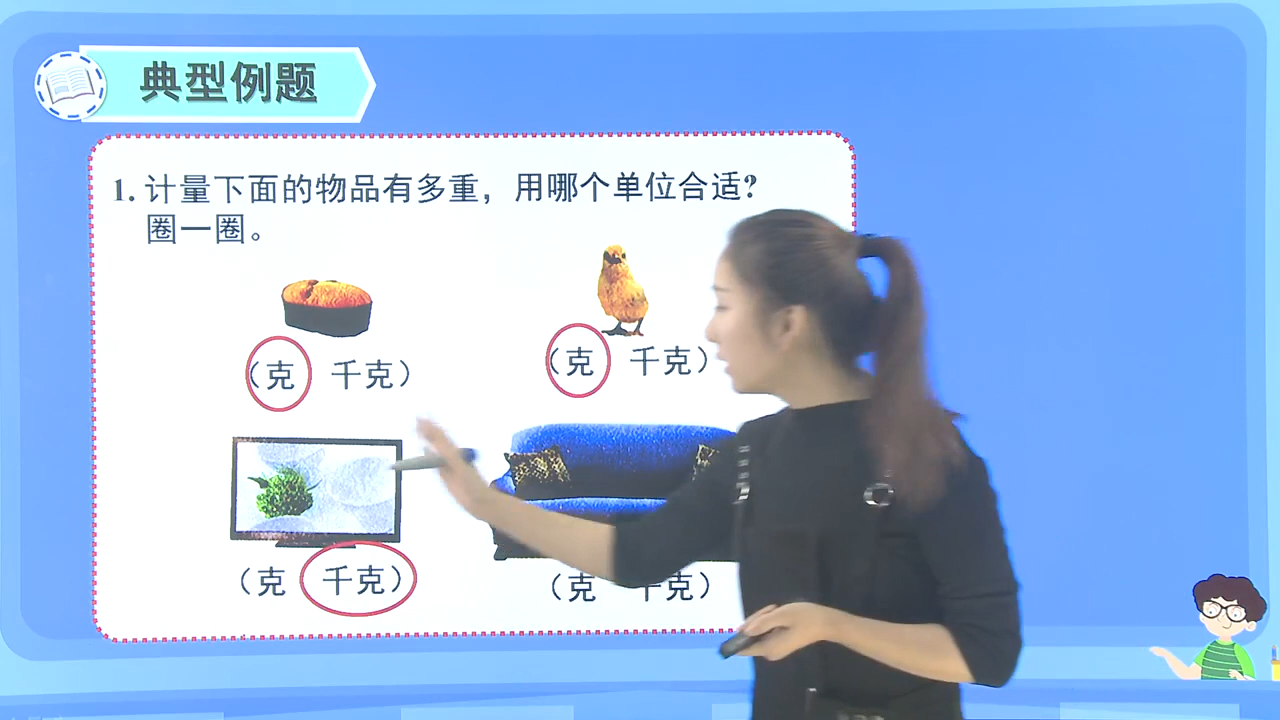 典型例题
1. 计量下面的物品有多重，用哪个单位合适？
圈一圈。
（克 千克）
（克 千克）
（克 千克）
（克 千克）